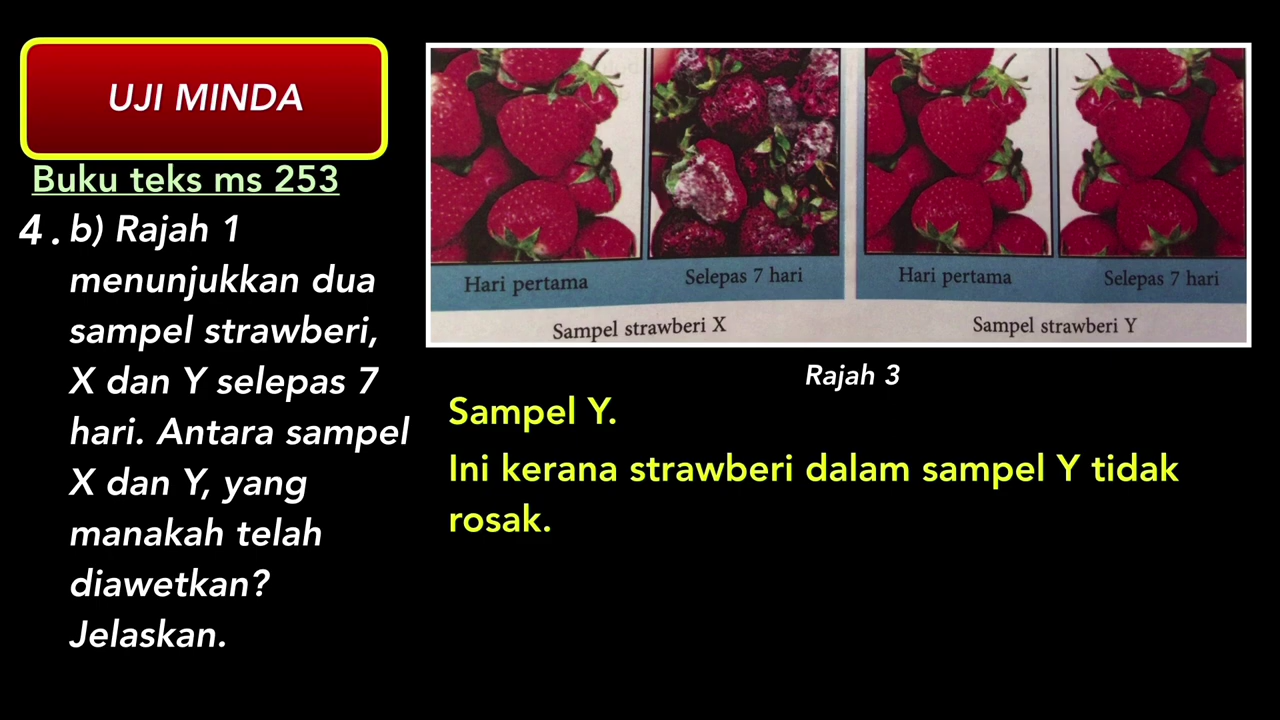 UJI MINDA
Buku teks ms 253
4. b) Rajah 1
menunjukkan dua
sampel strawberi,
X dan Y selepas 7
hari. Antara sampel
X dan Y, yang
manakah telah
diawetkan?
Jelaskan.
Hari pertama
Selepas 7 hari
Hari pertama
Selepas 7 hari
Sampel strawberi X
Sampel strawberi Y
Rajah 3
Sampel Y.
Ini kerana strawberi dalam sampel Y tidak
rosak.